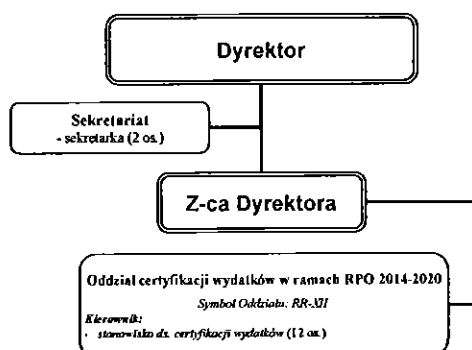 Dyrektor
Sekretariat
- sekretarka (2 os.)
Z-ca Dyrektora
Oddział certyfikacji wydatków w ramach RPO 2014-2020
Symbol Oddziału: RR-XII
Kierownik:
- stanowisko ds. certyfikacji wydatków (12 os.)